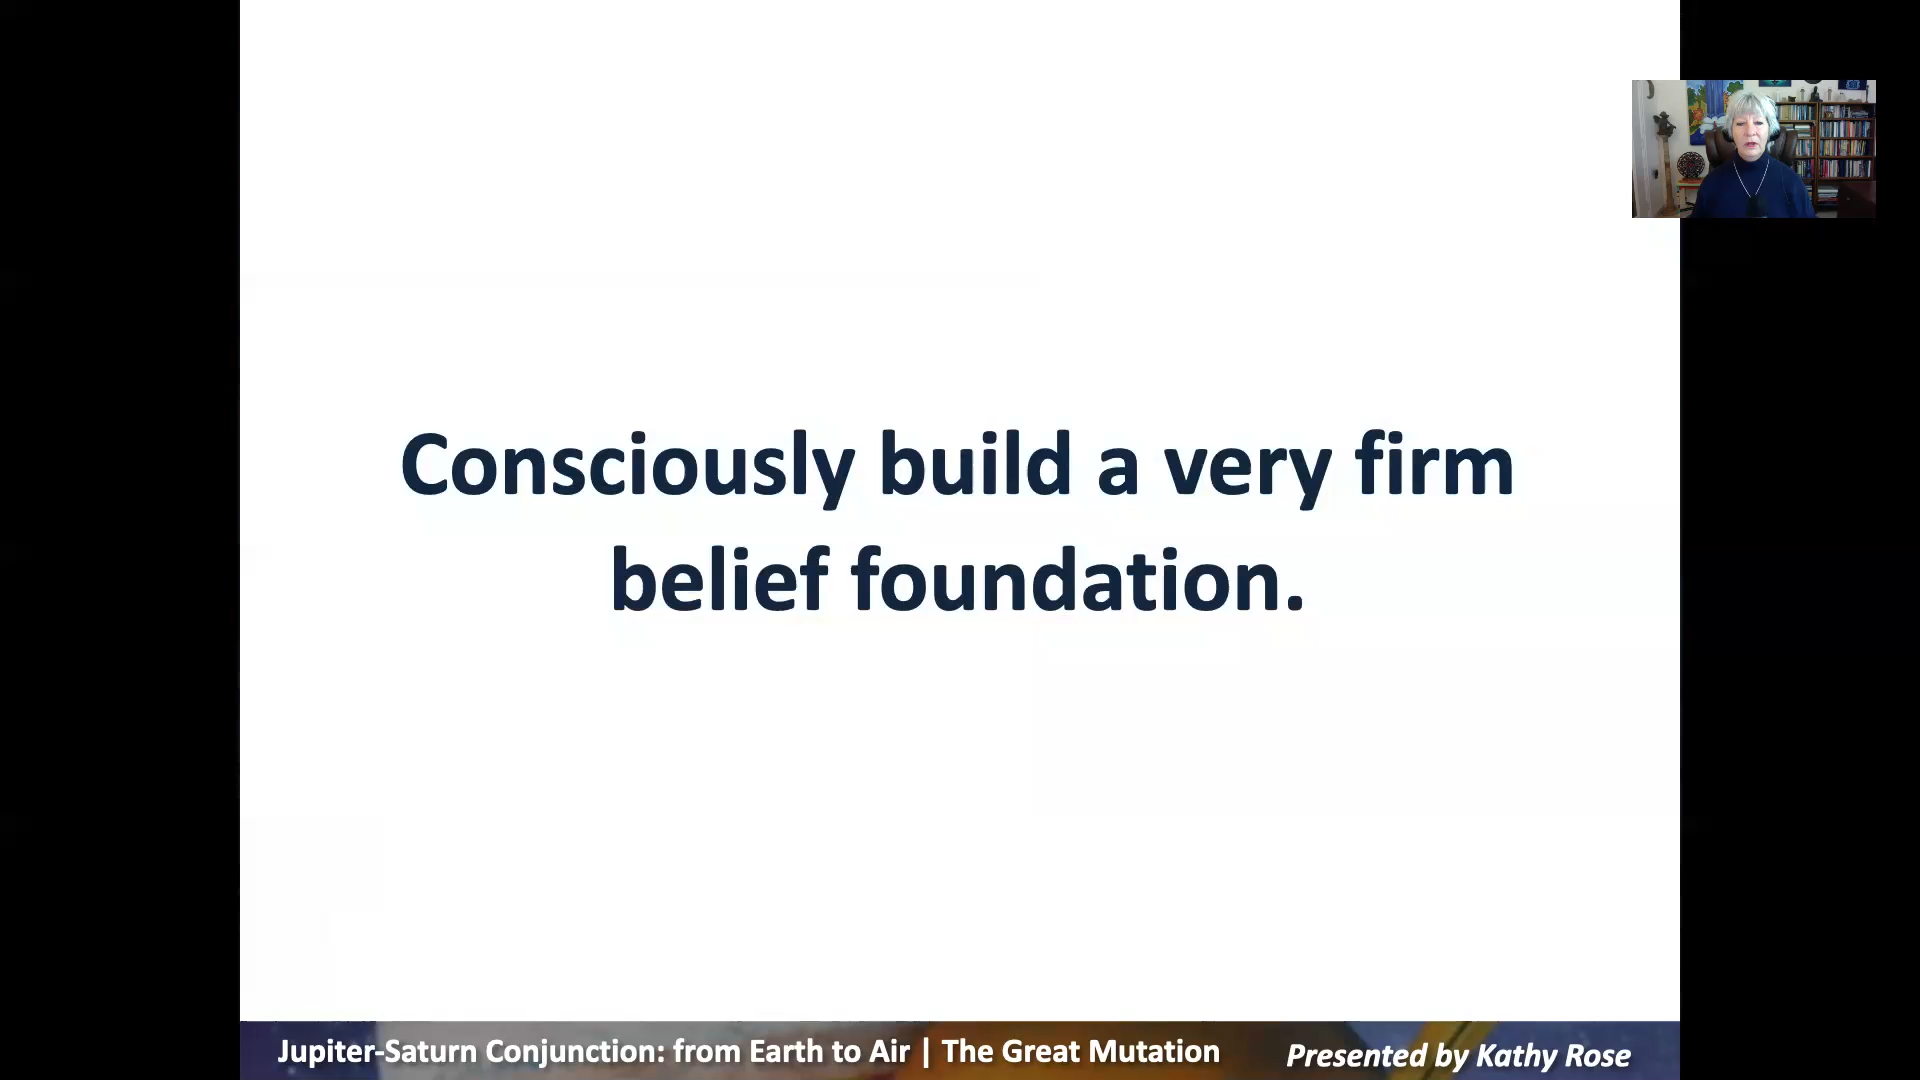 Consciously build a very firm
belief foundation.
Jupiter-Saturn Conjunction: from Earth to Air | The Great Mutation
Presented by Kathy Rose